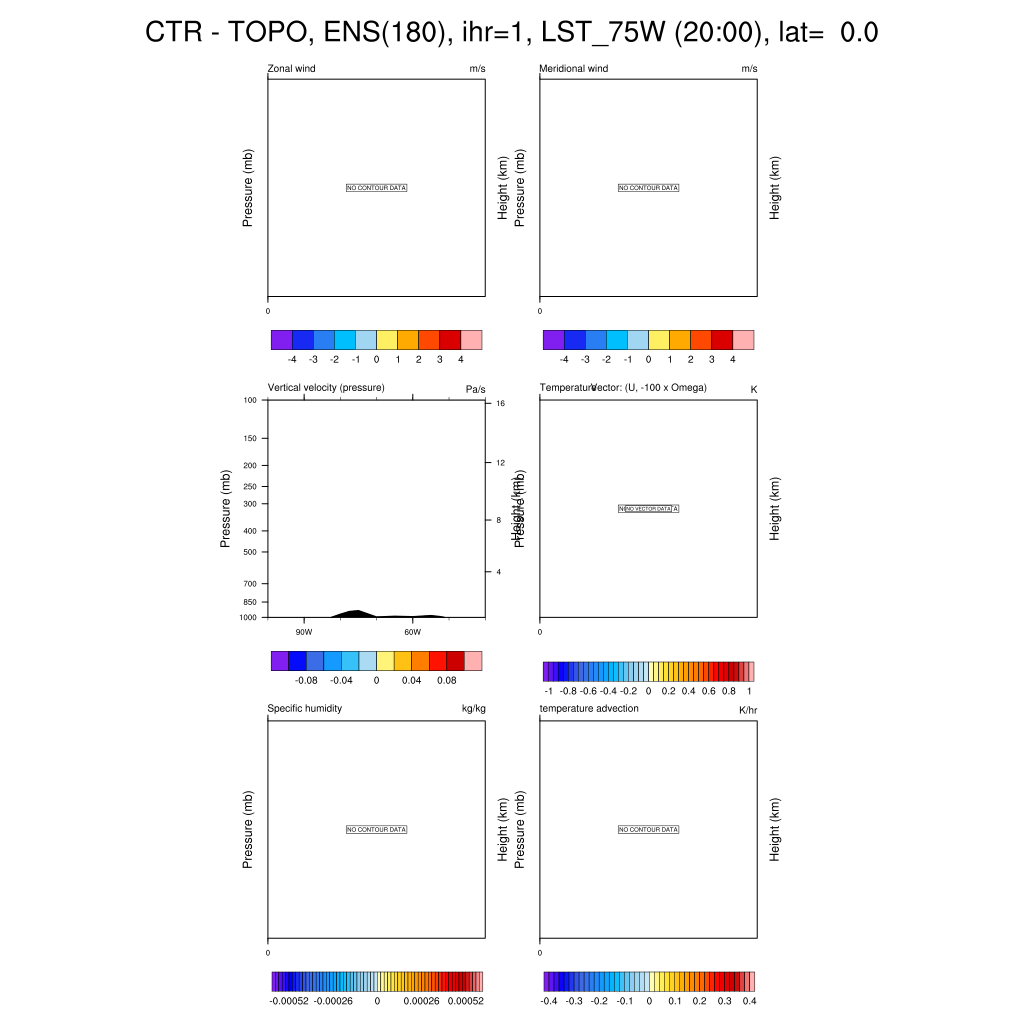 CTR - TOPO, ENS(180), ihr=1, LST_75W (20:00), lat= 0.0
Zonal wind m/s
Pressure (mb)
NO CONTOUR DATA
Height (km)
0
-4 -3 -2 -1 0 1 2 3 4
Meridional wind m/s
Pressure (mb)
NO CONTOUR DATA
Height (km)
0
-4 -3 -2 -1 0 1 2 3 4
Vertical velocity (pressure) Pa/s
Pressure (mb)
100
150
200
250
300
400
500
700
850
1000
16
12
8
4
Height (km)
90W 60W
-0.08 -0.04 0 0.04 0.08
Temperature Vector: (U, -100 x Omega) K
Pressure (mb)
NO VECTOR DATA
Height (km)
0
-1 -0.8 -0.6 -0.4 -0.2 0 0.2 0.4 0.6 0.8 1
Specific humidity kg/kg
Pressure (mb)
NO CONTOUR DATA
Height (km)
0
-0.00052 -0.00026 0 0.00026 0.00052
temperature advection K/hr
Pressure (mb)
NO CONTOUR DATA
Height (km)
0
-0.4 -0.3 -0.2 -0.1 0 0.1 0.2 0.3 0.4